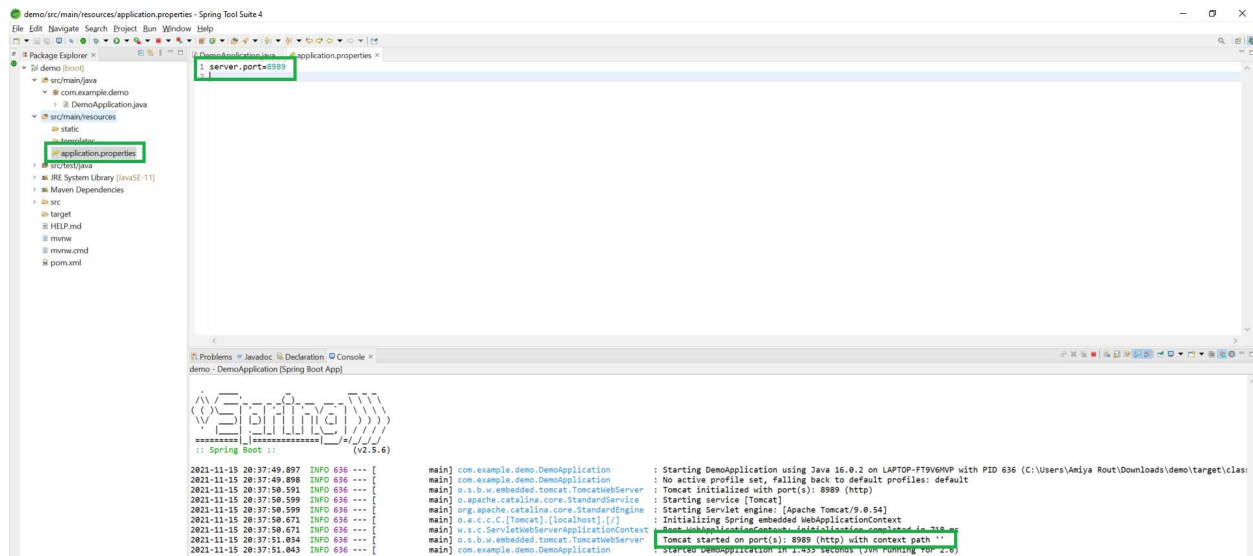 demo/src/main/resources/application.properties - Spring Tool Suite 4
File Edit Navigate Search Project Run Window Help
Package Explorer
DemoApplication.java application.properties
demo [boot]
src/main/java
com.example.demo
DemoApplication.java
src/main/resources
static
templates
application.properties
src/test/java
JRE System Library [JavaSE-11]
Maven Dependencies
src
target
HELP.md
mvnw
mvnw.cmd
pom.xml
1 server.port=8989
2
Problems Javadoc Declaration Console
demo - DemoApplication [Spring Boot App]
:: Spring Boot :: (v2.5.6)
2021-11-15 20:37:49.897 INFO 636 --- [ main] com.example.demo.DemoApplication : Starting DemoApplication using Java 16.0.2 on LAPTOP-FT9V6MVP with PID 636 (C:\Users\Amiya Rout\Downloads\demo\target\clas
2021-11-15 20:37:49.898 INFO 636 --- [ main] com.example.demo.DemoApplication : No active profile set, falling back to default profiles: default
2021-11-15 20:37:50.591 INFO 636 --- [ main] o.s.b.w.embedded.tomcat.TomcatWebServer : Tomcat initialized with port(s): 8989 (http)
2021-11-15 20:37:50.599 INFO 636 --- [ main] o.apache.catalina.core.StandardService : Starting service [Tomcat]
2021-11-15 20:37:50.599 INFO 636 --- [ main] org.apache.catalina.core.StandardEngine : Starting Servlet engine: [Apache Tomcat/9.0.54]
2021-11-15 20:37:50.671 INFO 636 --- [ main] o.a.c.c.C.[Tomcat].[localhost].[/] : Initializing Spring embedded WebApplicationContext
2021-11-15 20:37:50.671 INFO 636 --- [ main] w.s.c.ServletWebServerApplicationContext : Root WebApplicationContext: initialization completed in 718 ms
2021-11-15 20:37:51.034 INFO 636 --- [ main] o.s.b.w.embedded.tomcat.TomcatWebServer : Tomcat started on port(s): 8989 (http) with context path ''
2021-11-15 20:37:51.043 INFO 636 --- [ main] com.example.demo.DemoApplication : Started DemoApplication in 1.433 seconds (JVM running for 2.6)